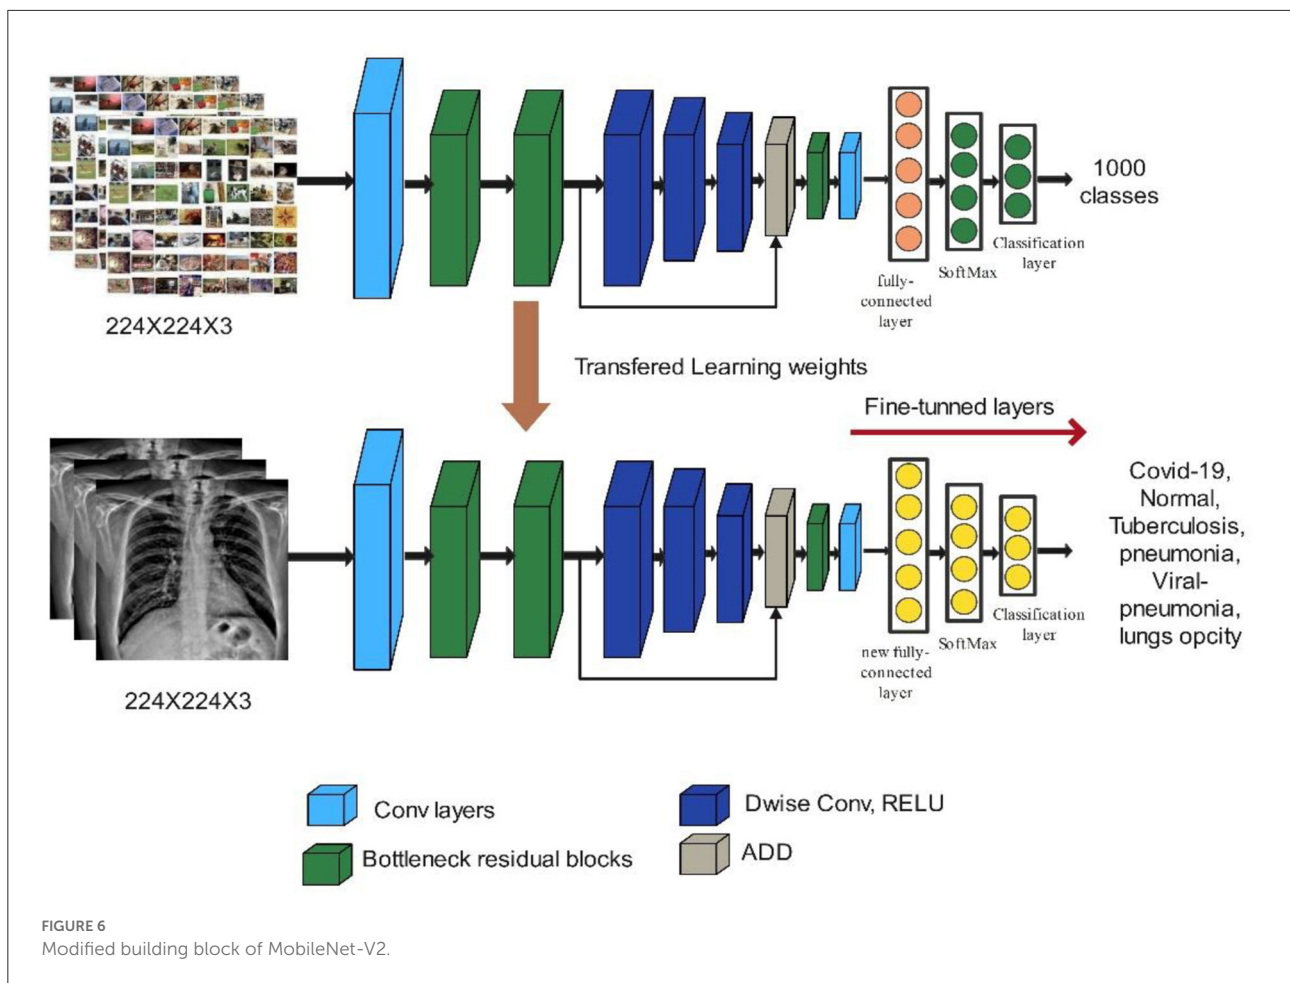 1000
classes
Classification
layer
SoftMax
fully-
connected
layer
224X224X3
Transfered Learning weights
Fine-tunned layers
Covid-19,
Normal,
Tuberculosis,
pneumonia,
Viral-
pneumonia,
lungs opcity
Classification
layer
SoftMax
new fully-
connected
layer
224X224X3
Conv layers
Dwise Conv, RELU
Bottleneck residual blocks
ADD
FIGURE 6
Modified building block of MobileNet-V2.